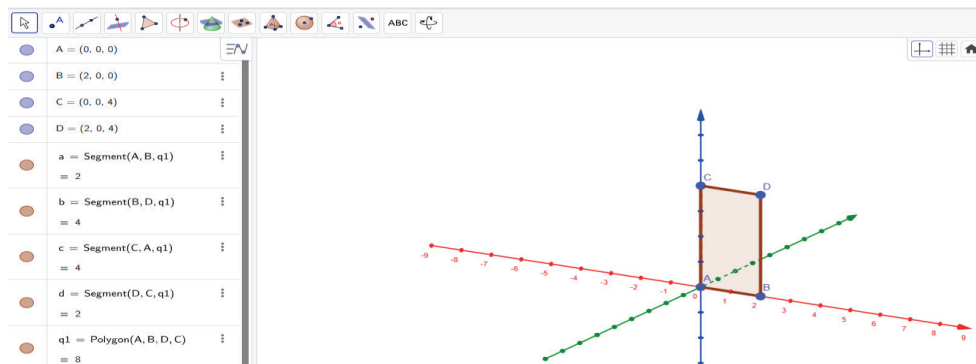 ABC
A = (0, 0, 0)
B = (2, 0, 0)
C = (0, 0, 4)
D = (2, 0, 4)
a = Segment(A, B, q1)
= 2
b = Segment(B, D, q1)
= 4
c = Segment(C, A, q1)
= 4
d = Segment(D, C, q1)
= 2
q1 = Polygon(A, B, D, C)
= 8
C
D
A
B
-9 -8 -7 -6 -5 -4 -3 -2 -1 0 1 2 3 4 5 6 7 8 9